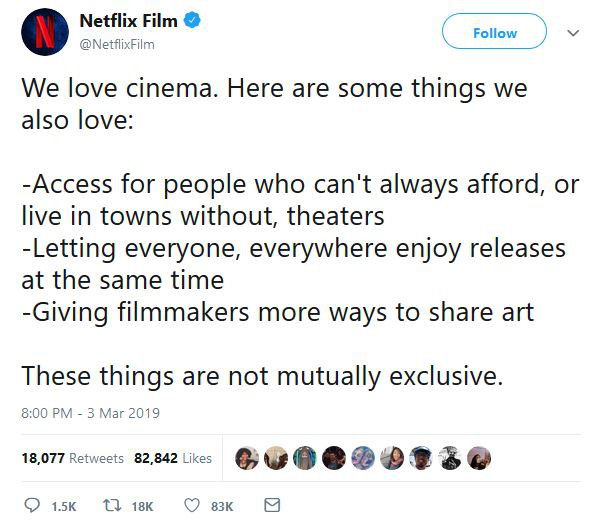 Netflix Film
@NetflixFilm
Follow
We love cinema. Here are some things we
also love:
-Access for people who can't always afford, or
live in towns without, theaters
-Letting everyone, everywhere enjoy releases
at the same time
-Giving filmmakers more ways to share art
These things are not mutually exclusive.
8:00 PM - 3 Mar 2019
18,077 Retweets 82,842 Likes
1.5K 18K 83K